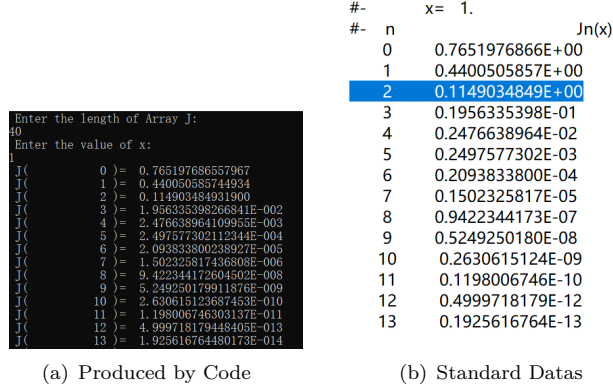 Enter the length of Array J:
40
Enter the value of x:
1
J( 0 )= 0.765197686557967
J( 1 )= 0.440050585744934
J( 2 )= 0.114903484931900
J( 3 )= 1.956335398266841E-002
J( 4 )= 2.476638964109955E-003
J( 5 )= 2.497577302112344E-004
J( 6 )= 2.093833800238927E-005
J( 7 )= 1.502325817436808E-006
J( 8 )= 9.422344172604502E-008
J( 9 )= 5.249250179911876E-009
J( 10 )= 2.630615123687453E-010
J( 11 )= 1.198006746303137E-011
J( 12 )= 4.999718179448405E-013
J( 13 )= 1.925616764480173E-014
(a) Produced by Code
#- x= 1.
#- n Jn(x)
0 0.7651976866E+00
1 0.4400505857E+00
2 0.1149034849E+00
3 0.1956335398E-01
4 0.2476638964E-02
5 0.2497577302E-03
6 0.2093833800E-04
7 0.1502325817E-05
8 0.9422344173E-07
9 0.5249250180E-08
10 0.2630615124E-09
11 0.1198006746E-10
12 0.4999718179E-12
13 0.1925616764E-13
(b) Standard Datas